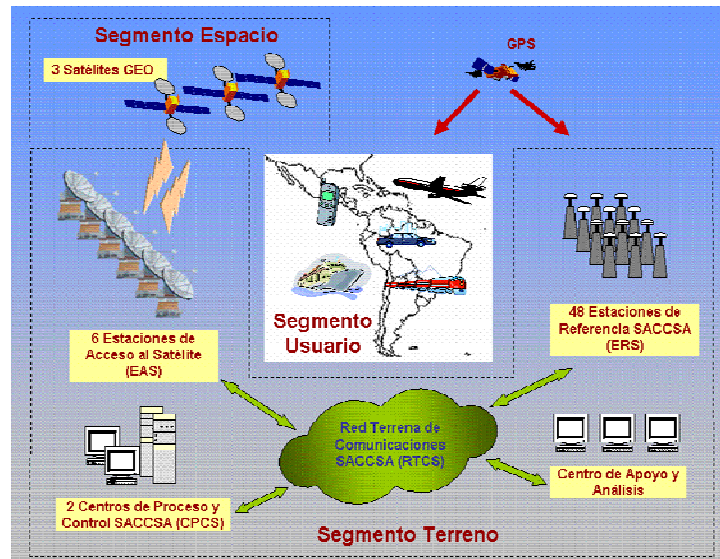 Segmento Espacio
3 Satélites GEO
GPS
Segmento
Usuario
6 Estaciones de
Acceso al Satélite
(EAS)
48 Estaciones de
Referencia SACCSA
(ERS)
Red Terrena de
Comunicaciones
SACCSA (RTCS)
2 Centros de Proceso y
Control SACCSA (CPCS)
Centro de Apoyo y
Análisis
Segmento Terreno